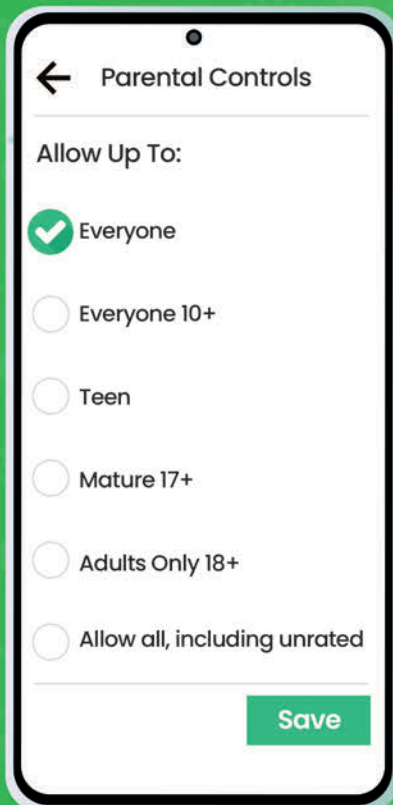 Parental Controls
Allow Up To:
Everyone
Everyone 10+
Teen
Mature 17+
Adults Only 18+
Allow all, including unrated
Save